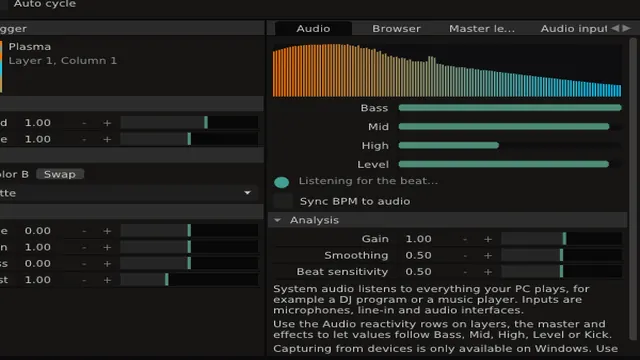 Auto cycle
gger
Audio
Browser
Master le...
Audio input
Plasma
Layer 1, Column 1
Bass
Mid
High
Level
d 1.00 - +
e 1.00 - +
olor B Swap
Listening for the beat...
tte
Sync BPM to audio
Analysis
e 0.00 - +
n 1.00 - +
s 0.00 - +
st 1.00 - +
Gain 1.00 - +
Smoothing 0.50 - +
Beat sensitivity 0.50 - +
System audio listens to everything your PC plays, for
example a DJ program or a music player. Inputs are
microphones, line-in and audio interfaces.
Use the Audio reactivity rows on layers, the master and
effects to let values follow Bass, Mid, High, Level or Kick.
Capturing from devices is only available on Windows. Use